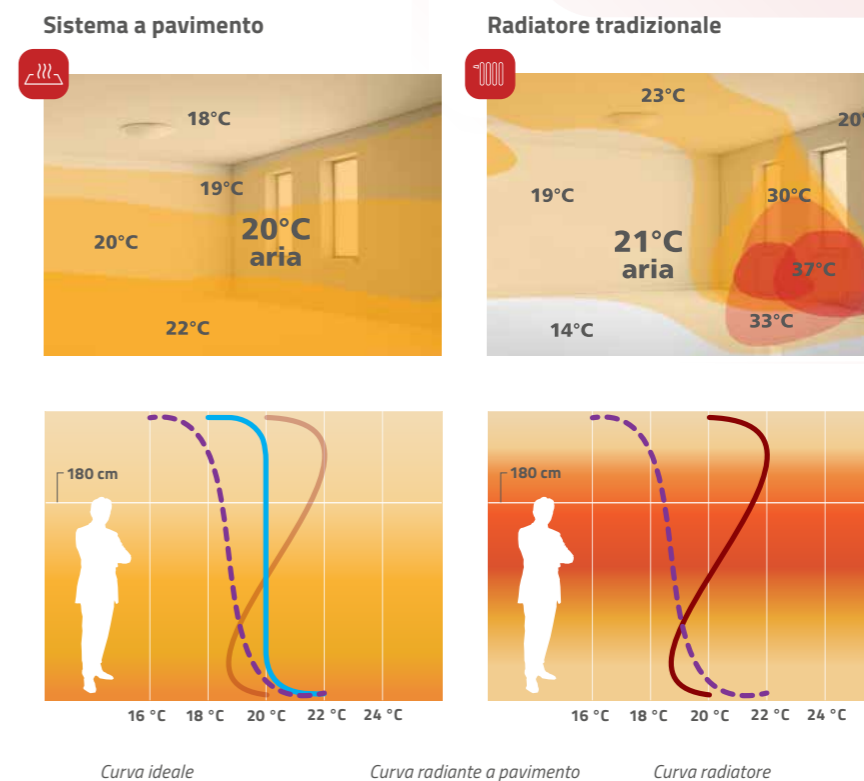 Sistema a pavimento
Radiatore tradizionale
18°C
19°C
20°C
20°C
aria
22°C
23°C
20°
19°C
30°C
21°C
aria
37°C
33°C
14°C
180 cm
16 °C 18 °C 20 °C 22 °C 24 °C
180 cm
16 °C 18 °C 20 °C 22 °C 24 °C
Curva ideale
Curva radiante a pavimento
Curva radiatore